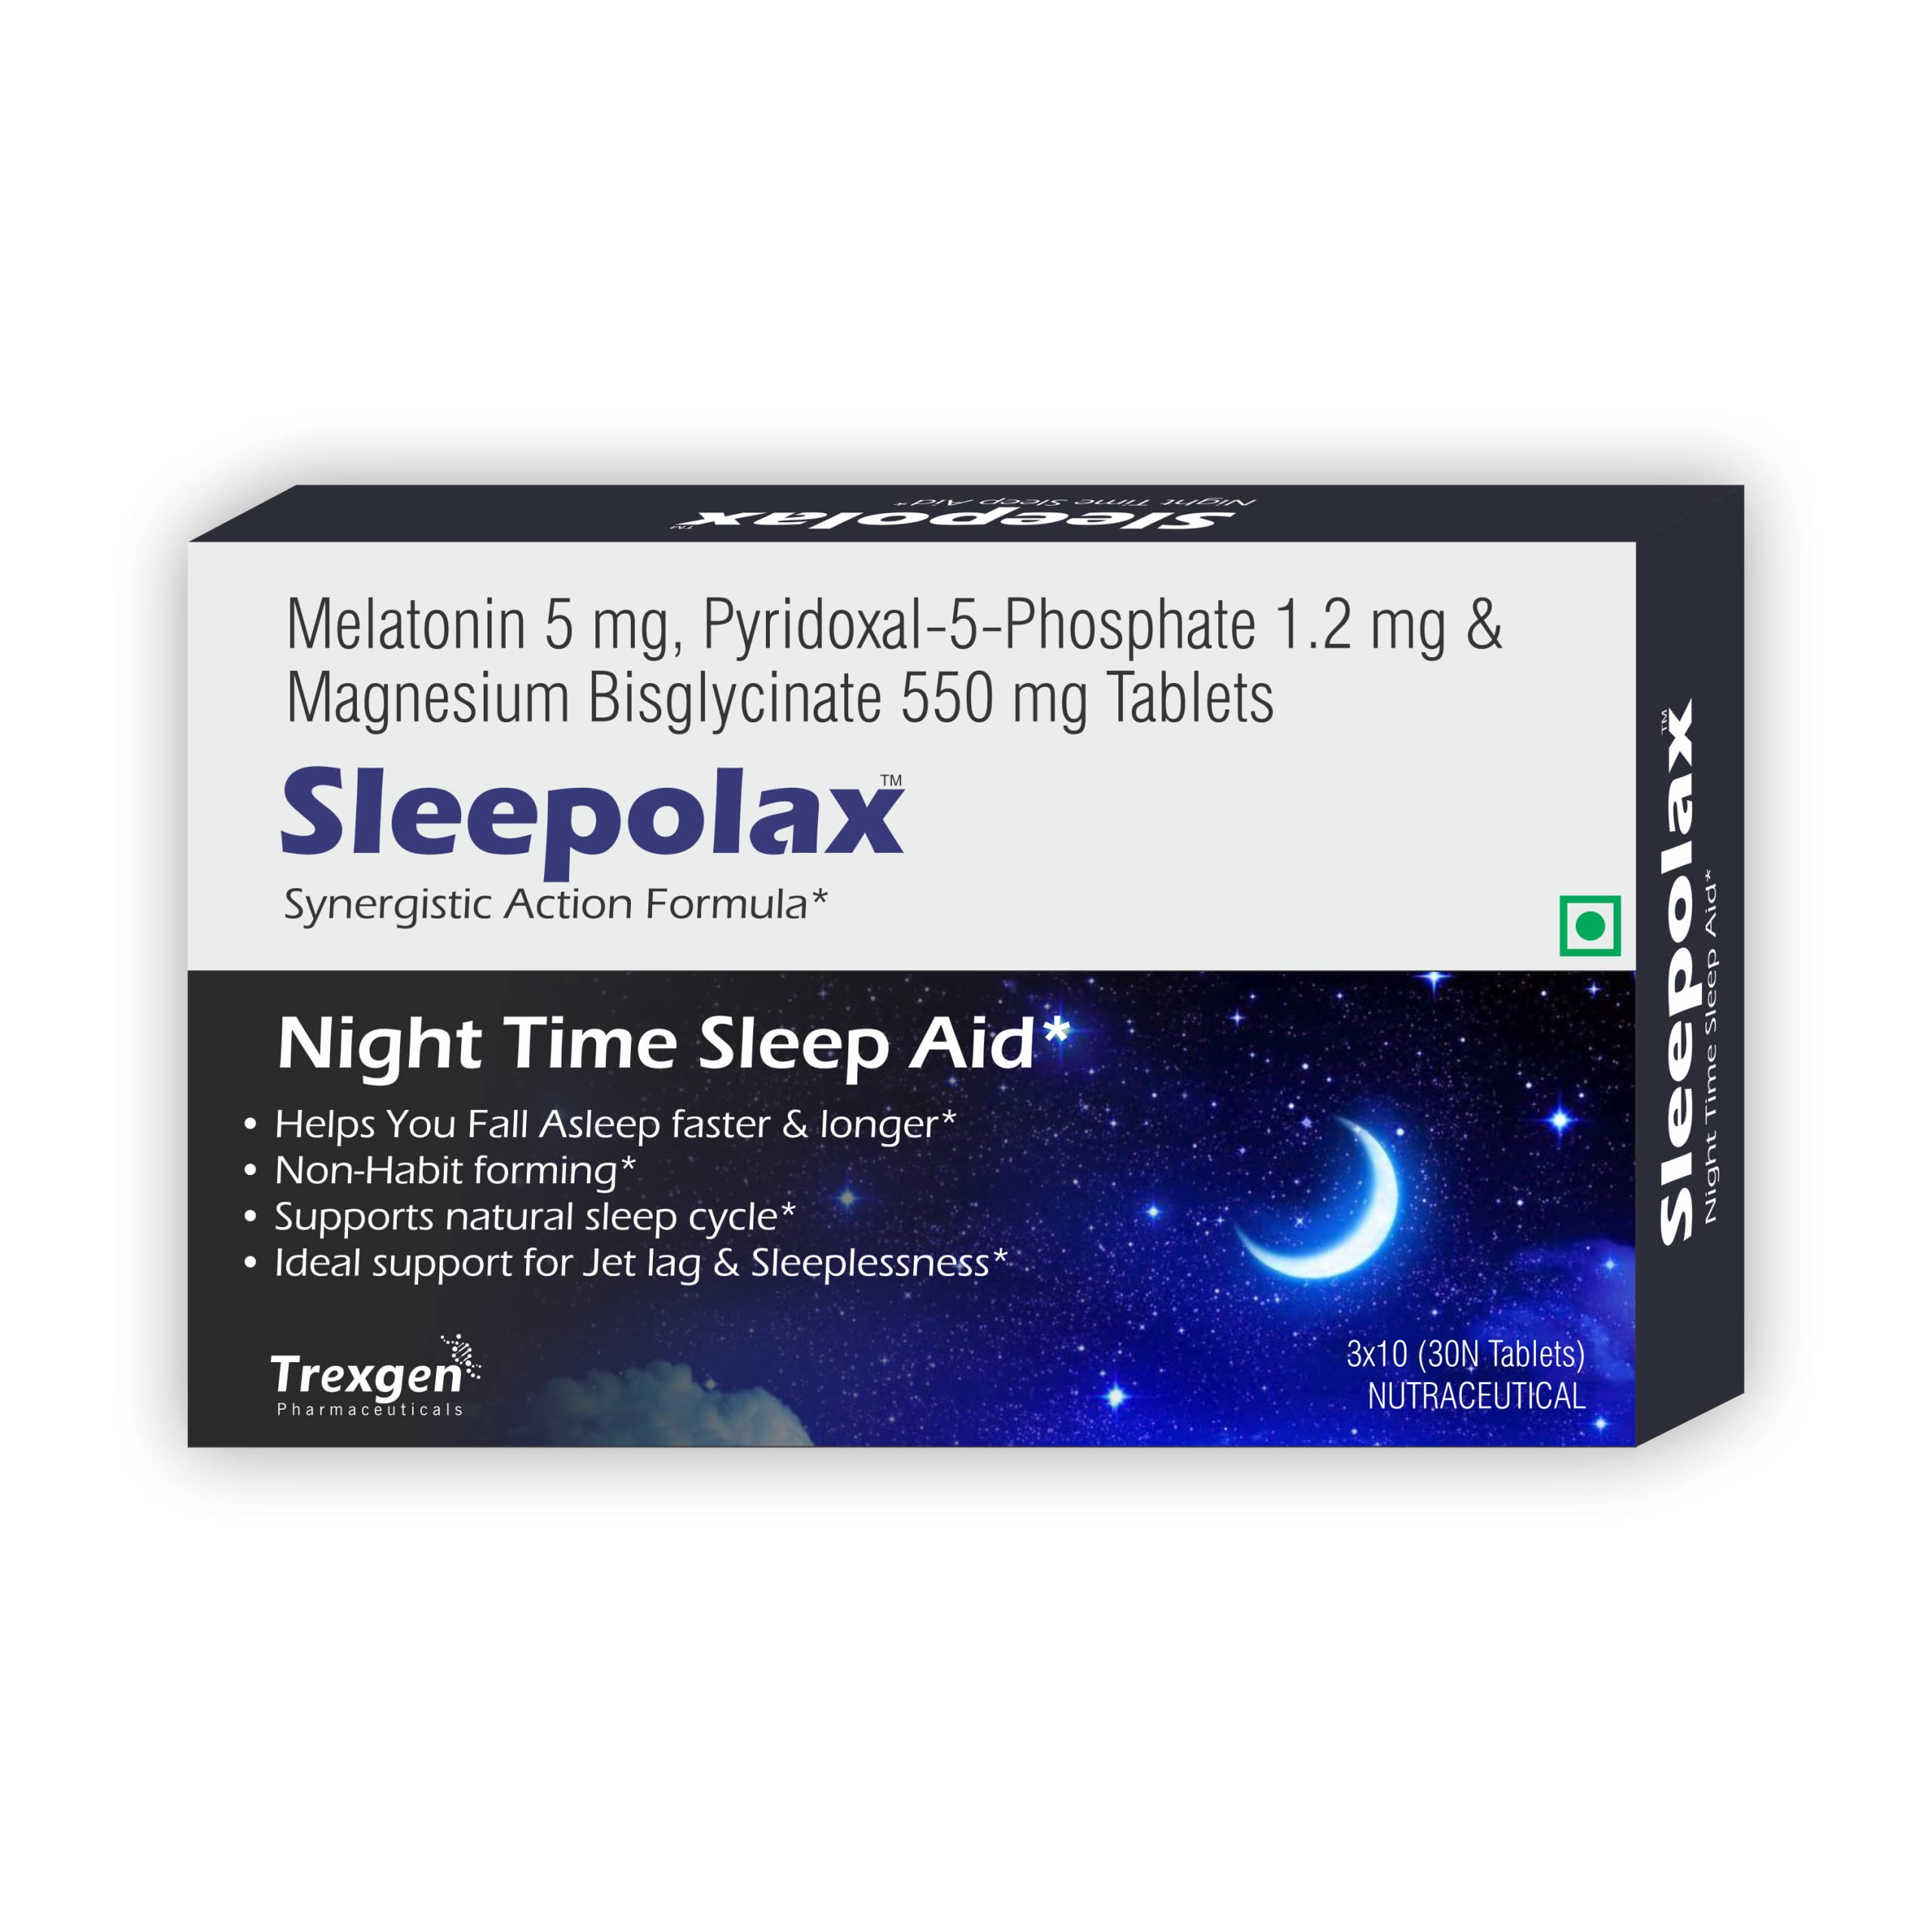 Night Time Sleep Aid*
Sleepolax™
Melatonin 5 mg, Pyridoxal-5-Phosphate 1.2 mg &
Magnesium Bisglycinate 550 mg Tablets
Sleepolax™
Synergistic Action Formula*
Night Time Sleep Aid*
• Helps You Fall Asleep faster & longer*
• Non-Habit forming*
• Supports natural sleep cycle*
• Ideal support for Jet lag & Sleeplessness*
Trexgen
Pharmaceuticals
3x10 (30N Tablets)
NUTRACEUTICAL
Sleepolax™
Night Time Sleep Aid*